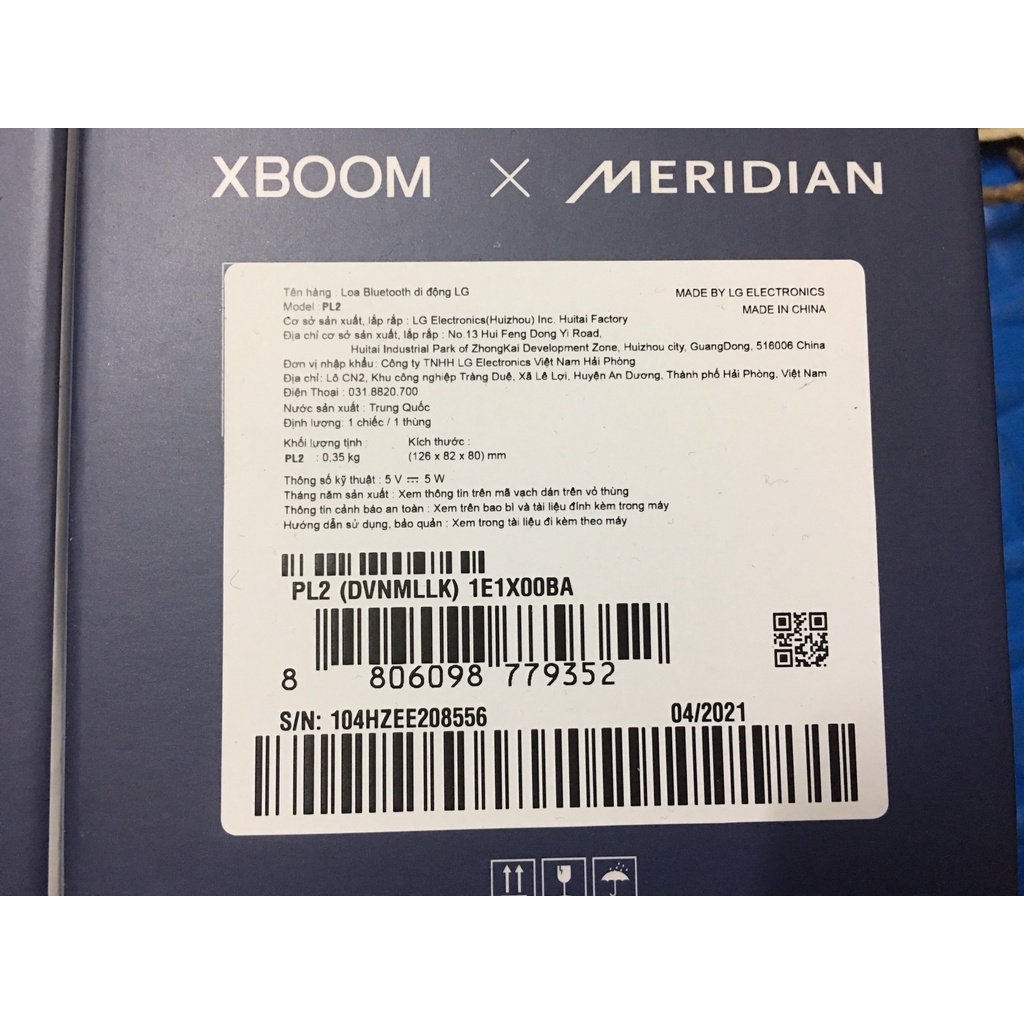 XBOOM × MERIDIAN
Tên hàng : Loa Bluetooth di động LG
MADE BY LG ELECTRONICS
Model : PL2
MADE IN CHINA
Cơ sở sản xuất, lắp rắp : LG Electronics(Huizhou) Inc. Huitai Factory
Địa chỉ cơ sở sản xuất, lắp rắp : No.13 Hui Feng Dong Yi Road,
Huitai Industrial Park of ZhongKai Development Zone, Huizhou city, GuangDong, 516006 China
Đơn vị nhập khẩu : Công ty TNHH LG Electronics Việt Nam Hải Phòng
Địa chỉ: Lô CN2, Khu công nghiệp Tràng Duệ, Xã Lê Lợi, Huyện An Dương, Thành phố Hải Phòng, Việt Nam
Điện Thoại : 031.8820.700
Nước sản xuất : Trung Quốc
Định lượng: 1 chiếc / 1 thùng
Khối lượng tịnh : Kích thước :
PL2 : 0,35 kg (126 x 82 x 80) mm
Thông số kỹ thuật : 5 V ⎓ 5 W
Tháng năm sản xuất : Xem thông tin trên mã vạch dán trên vỏ thùng
Thông tin cảnh báo an toàn : Xem trên bao bì và tài liệu đính kèm trong máy
Hướng dẫn sử dụng, bảo quản : Xem trong tài liệu đi kèm theo máy
PL2 (DVNMLLK) 1E1X00BA
8 806098 779352
S/N: 104HZEE208556 04/2021